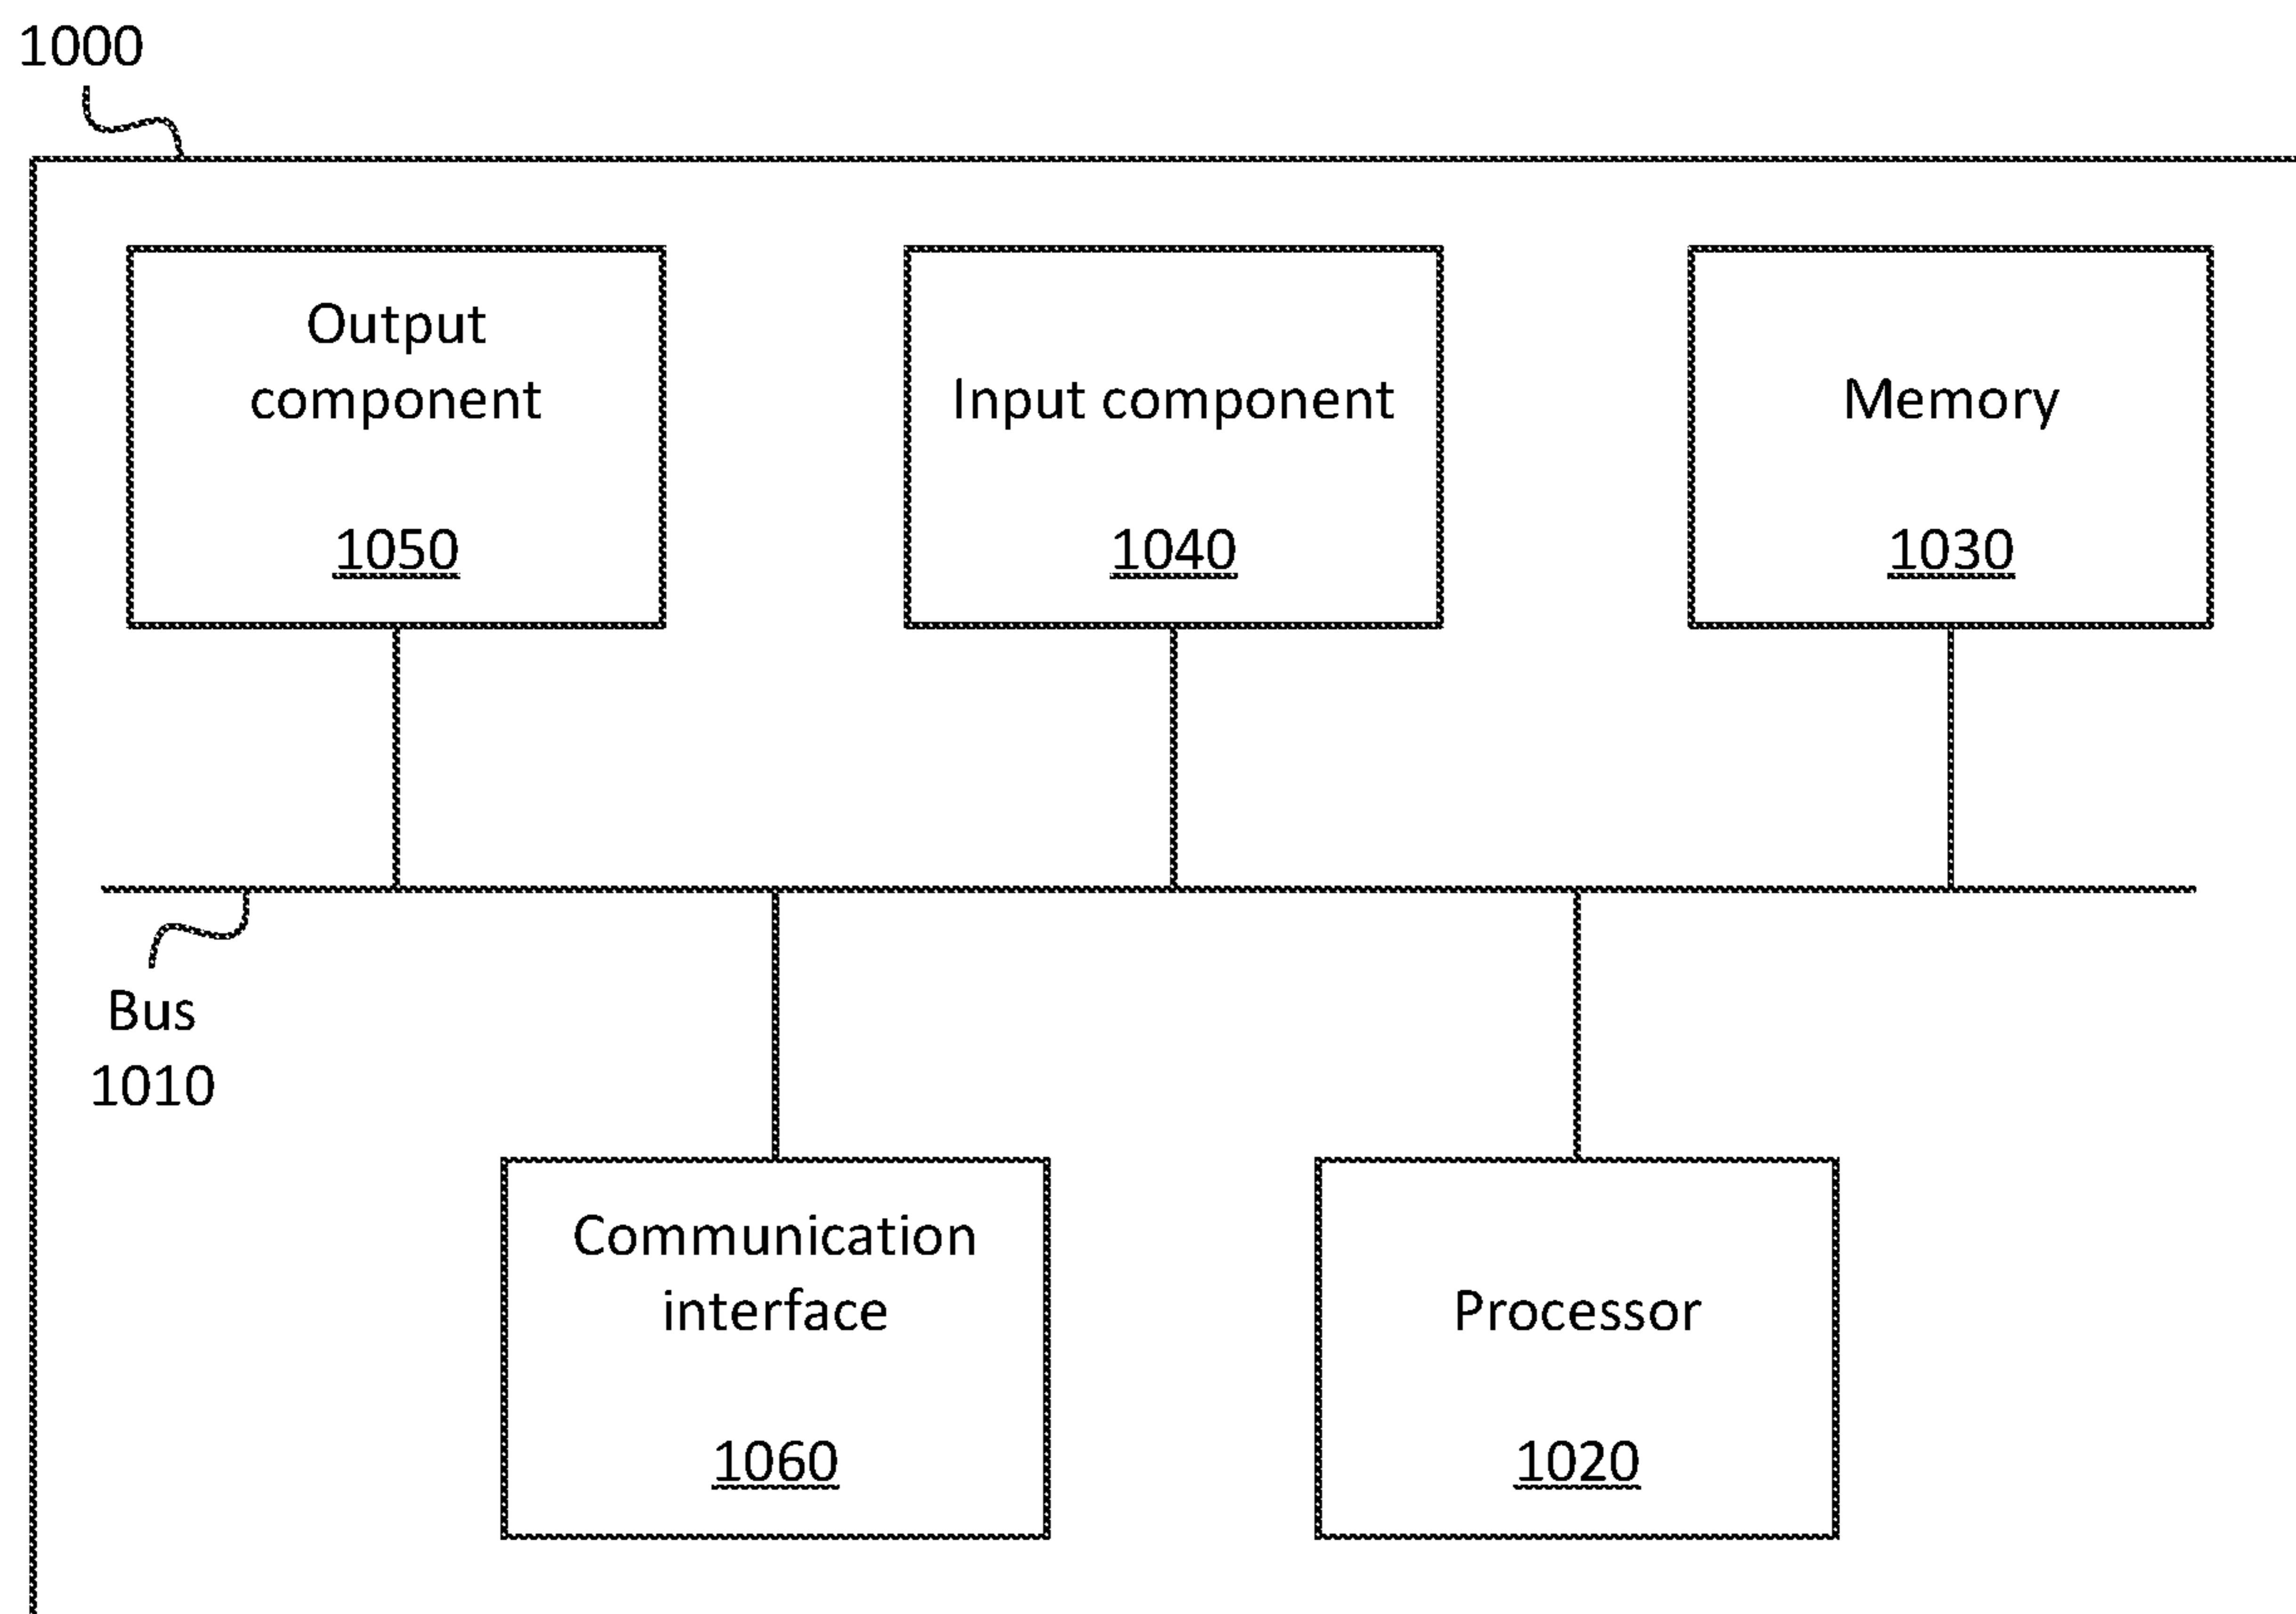 1000
Output
component
1050
Input component
1040
Memory
1030
Bus
1010
Communication
interface
1060
Processor
1020